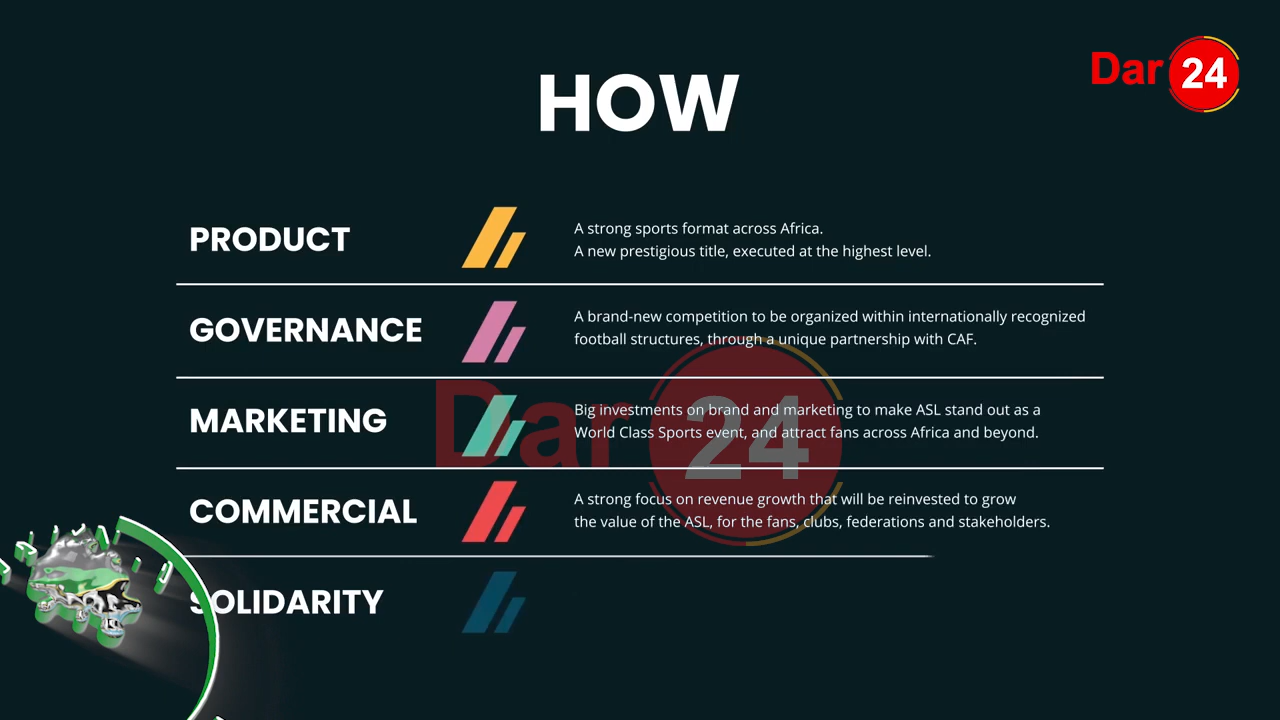 Dar 24
HOW
PRODUCT
A strong sports format across Africa.
A new prestigious title, executed at the highest level.
GOVERNANCE
A brand-new competition to be organized within internationally recognized
football structures, through a unique partnership with CAF.
MARKETING
Big investments on brand and marketing to make ASL stand out as a
World Class Sports event, and attract fans across Africa and beyond.
Dar 24
COMMERCIAL
A strong focus on revenue growth that will be reinvested to grow
the value of the ASL, for the fans, clubs, federations and stakeholders.
SOLIDARITY